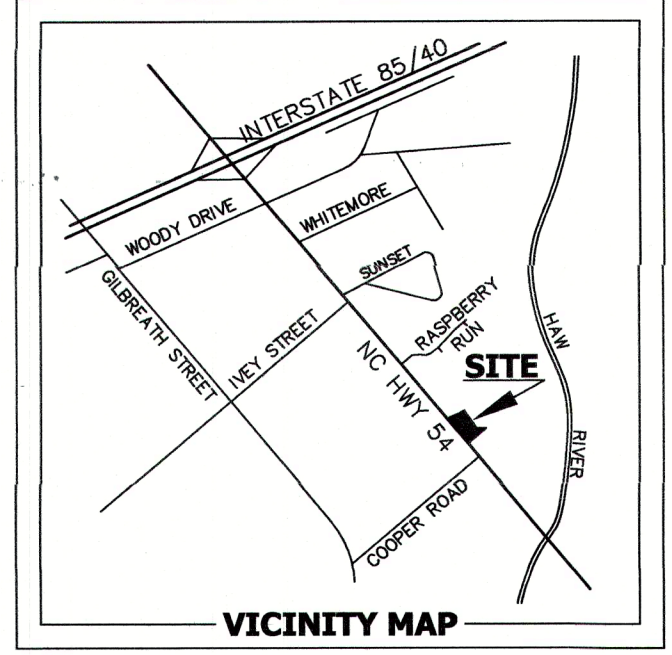 INTERSTATE 85/40
WOODY DRIVE
WHITEMORE
SUNSET
GILBREATH STREET
IVEY STREET
RASPBERRY
RUN
HAW
NC HWY 54
SITE
RIVER
COOPER ROAD
VICINITY MAP